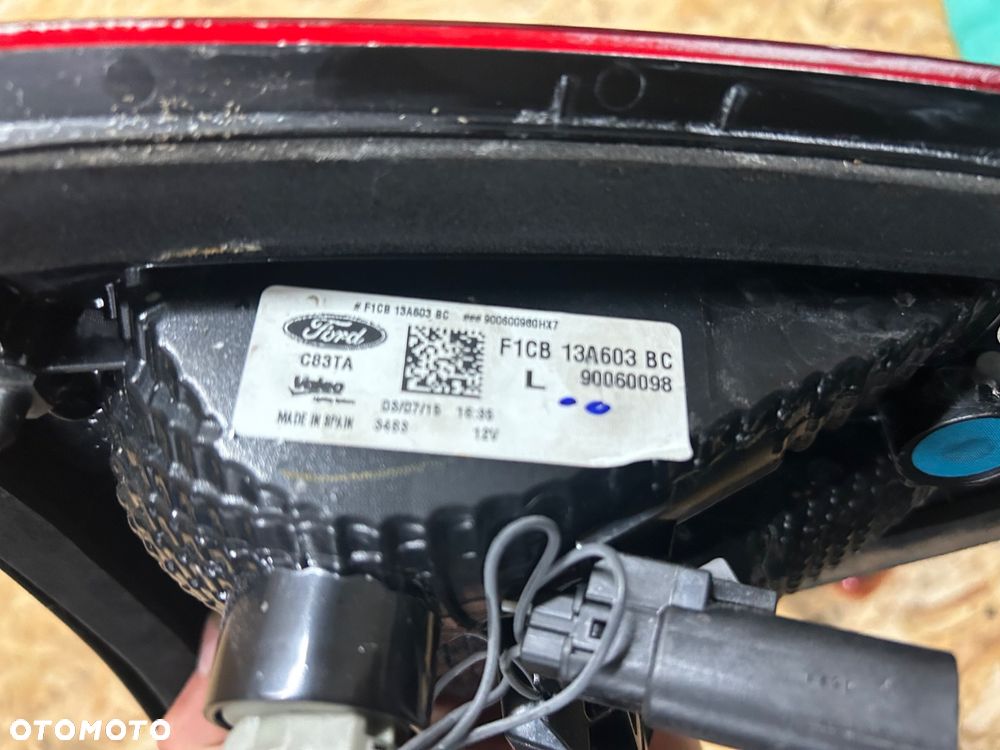 # F1CB 13A603 BC ### 900600980HX7
Ford
C83TA
Valeo
F1CB 13A603 BC
L 90060098
03/07/15 16:35
MADE IN SPAIN 3483 12V
OTOMOTO